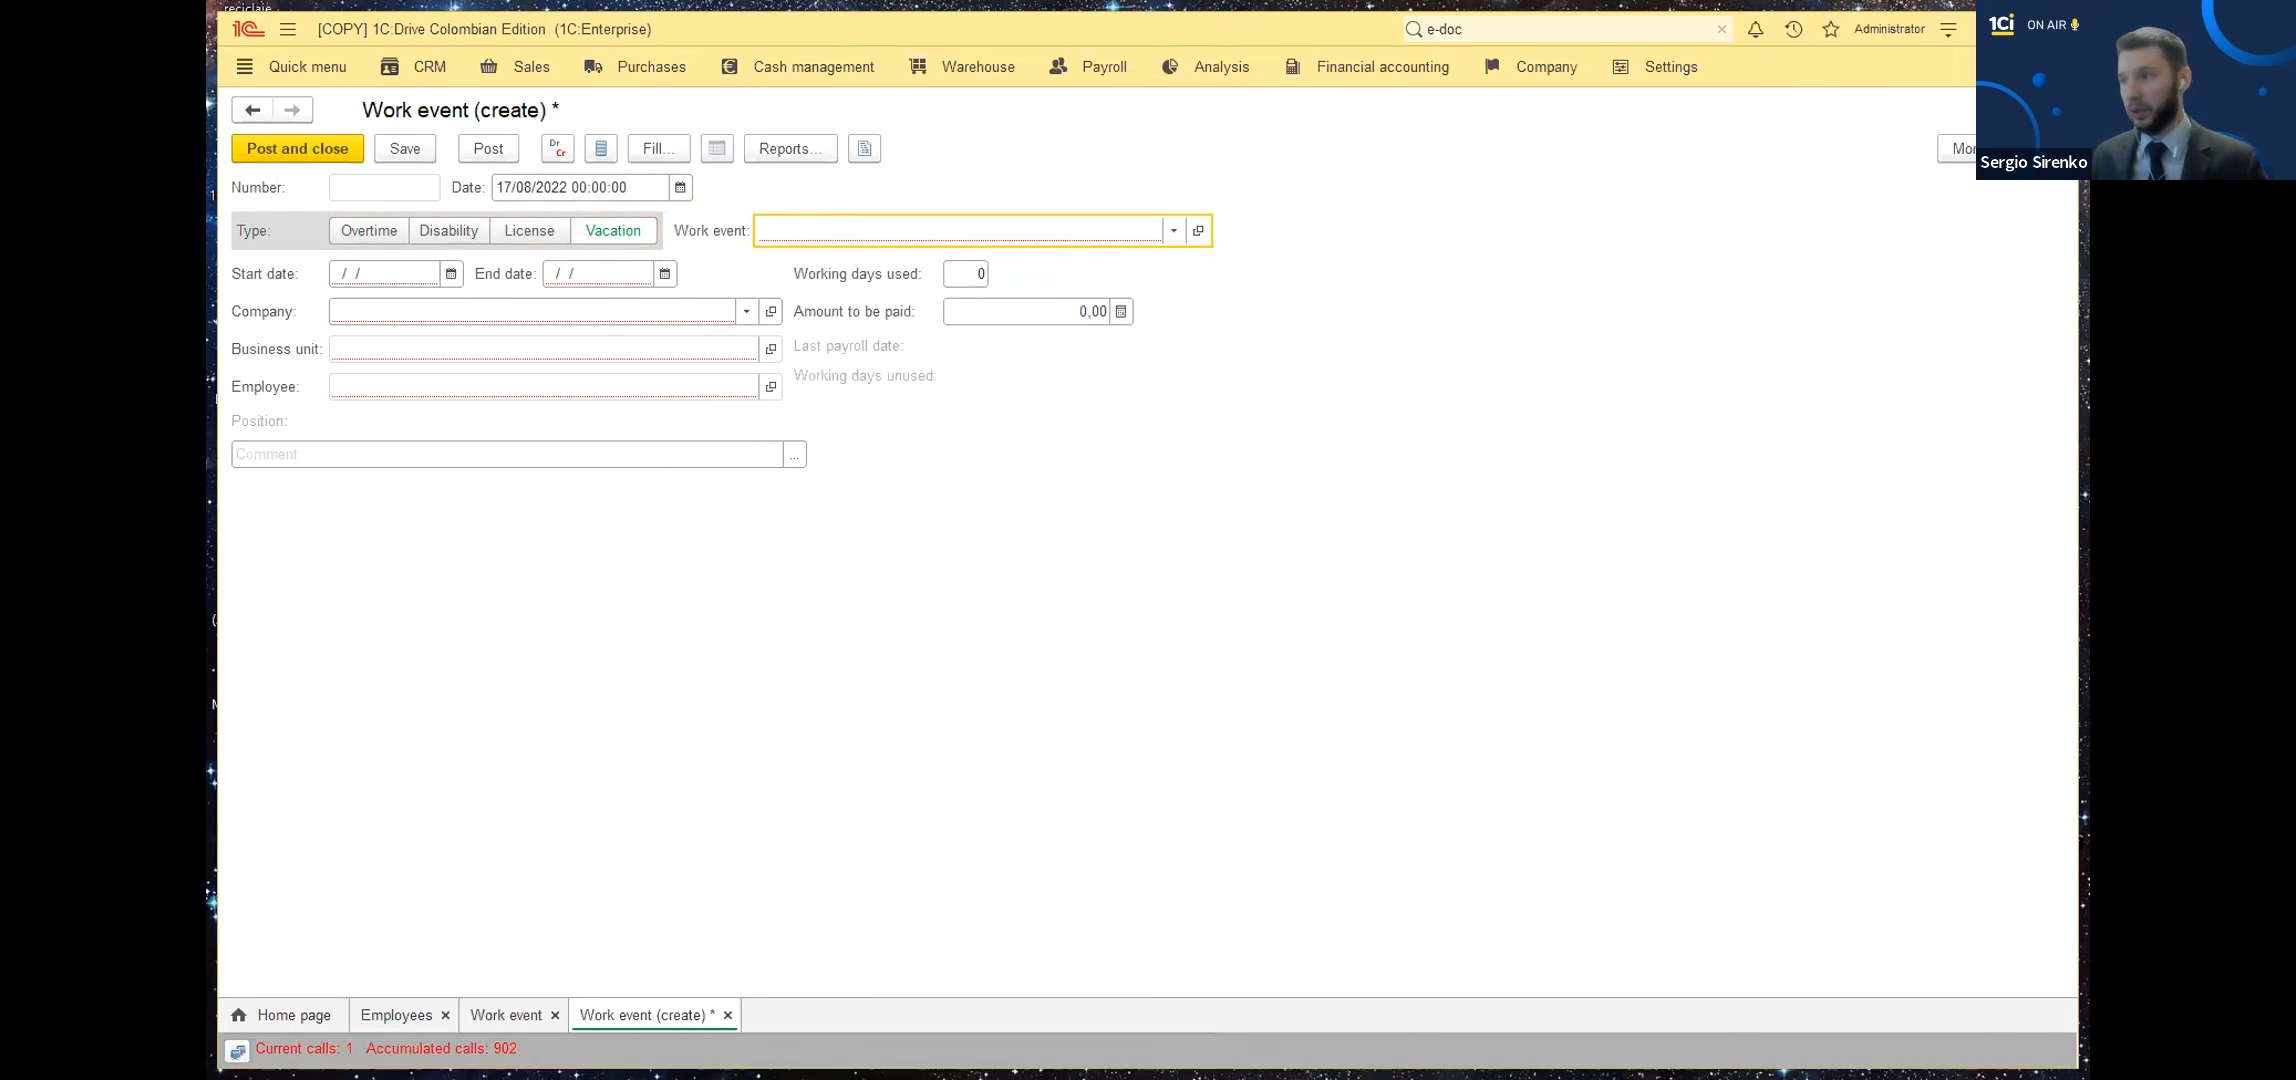 reciclaje
[COPY] 1C:Drive Colombian Edition (1C:Enterprise)
e-doc
Administrator
1Ci ON AIR
Quick menu CRM Sales Purchases Cash management Warehouse Payroll Analysis Financial accounting Company Settings
Work event (create) *
Post and close Save Post Dr Cr Fill... Reports...
Sergio Sirenko
Number: Date: 17/08/2022 00:00:00
Type: Overtime Disability License Vacation Work event:
Start date: / / End date: / / Working days used: 0
Company: Amount to be paid: 0,00
Business unit: Last payroll date:
Employee: Working days unused:
Position:
Comment ...
Home page Employees Work event Work event (create) *
Current calls: 1 Accumulated calls: 902